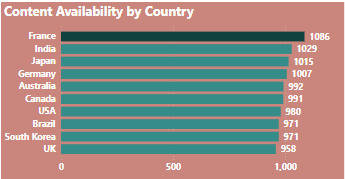 Content Availability by Country
France 1086
India 1029
Japan 1015
Germany 1007
Australia 992
Canada 991
USA 980
Brazil 971
South Korea 971
UK 958
0 500 1,000